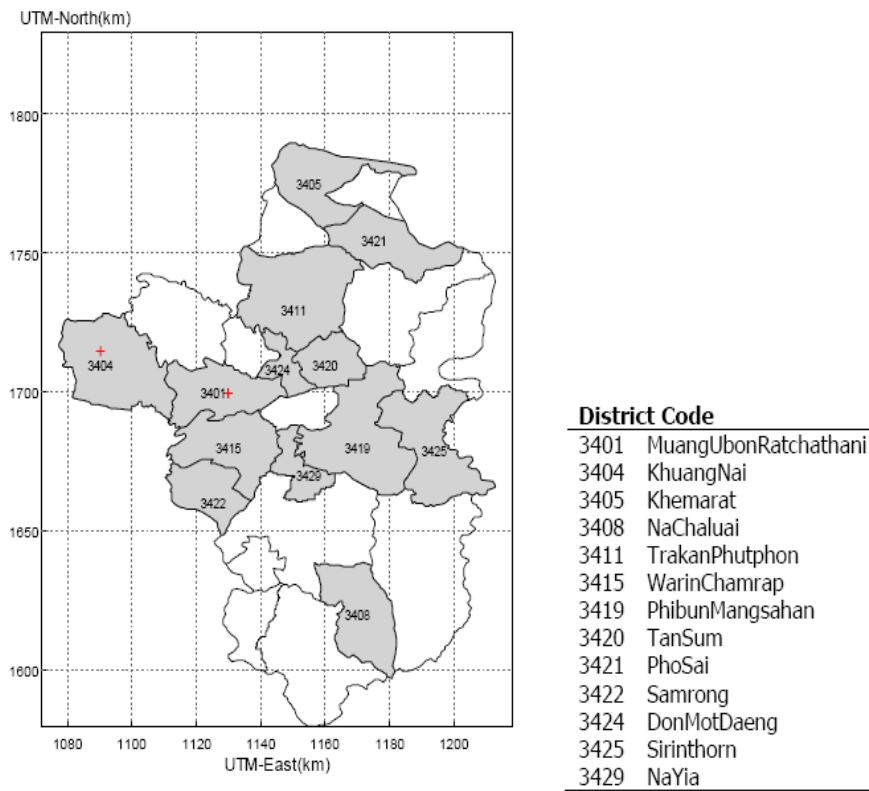 UTM-North(km)
1800
1750
1700
1650
1600
3405
3421
3411
3404
3424
3420
3401
3415
3419
3425
3429
3422
3408
1080 1100 1120 1140 1160 1180 1200
UTM-East(km)
District Code
3401 MuangUbonRatchathani
3404 KhuangNai
3405 Khemarat
3408 NaChaluai
3411 TrakanPhutphon
3415 WarinChamrap
3419 PhibunMangsahan
3420 TanSum
3421 PhoSai
3422 Samrong
3424 DonMotDaeng
3425 Sirinthorn
3429 NaYia